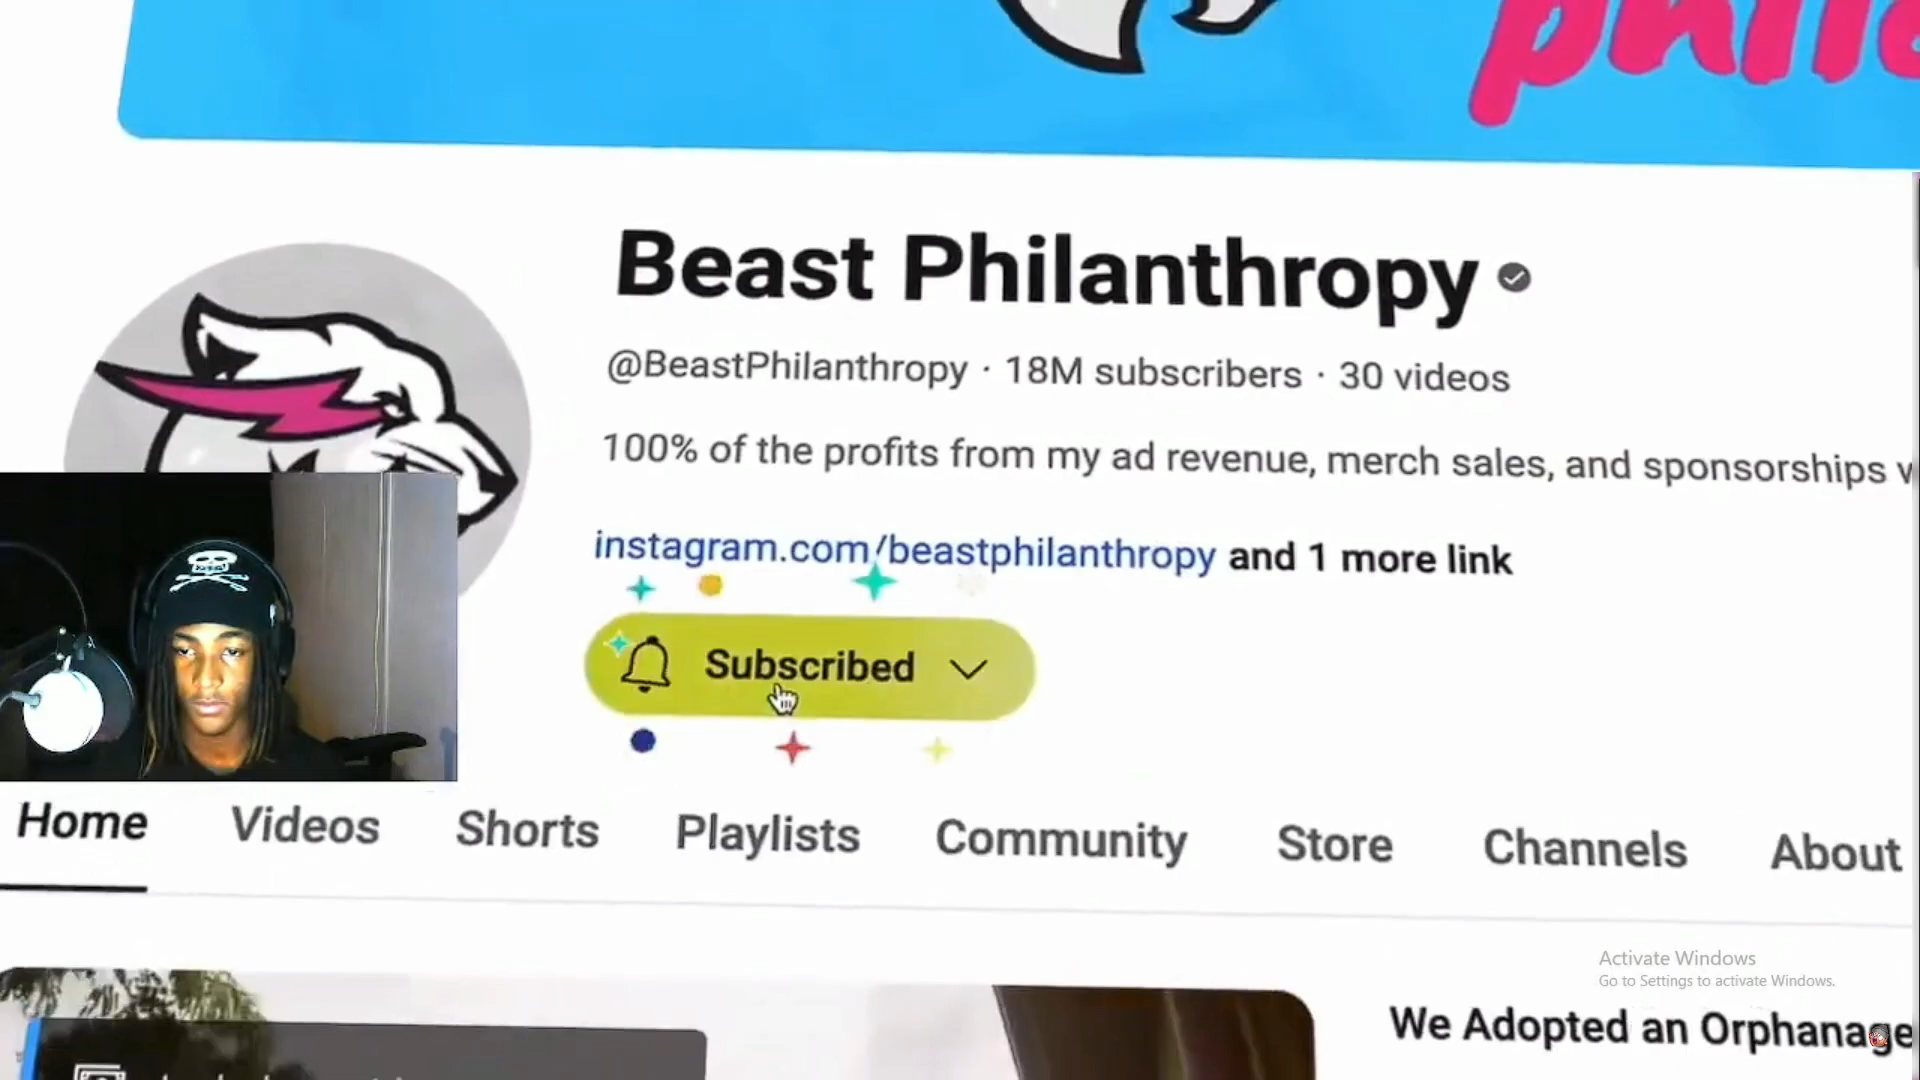 phila
Beast Philanthropy
@BeastPhilanthropy · 18M subscribers · 30 videos
100% of the profits from my ad revenue, merch sales, and sponsorships
instagram.com/beastphilanthropy and 1 more link
Subscribed
Home Videos Shorts Playlists Community Store Channels About
Activate Windows
Go to Settings to activate Windows.
We Adopted an Orphanage